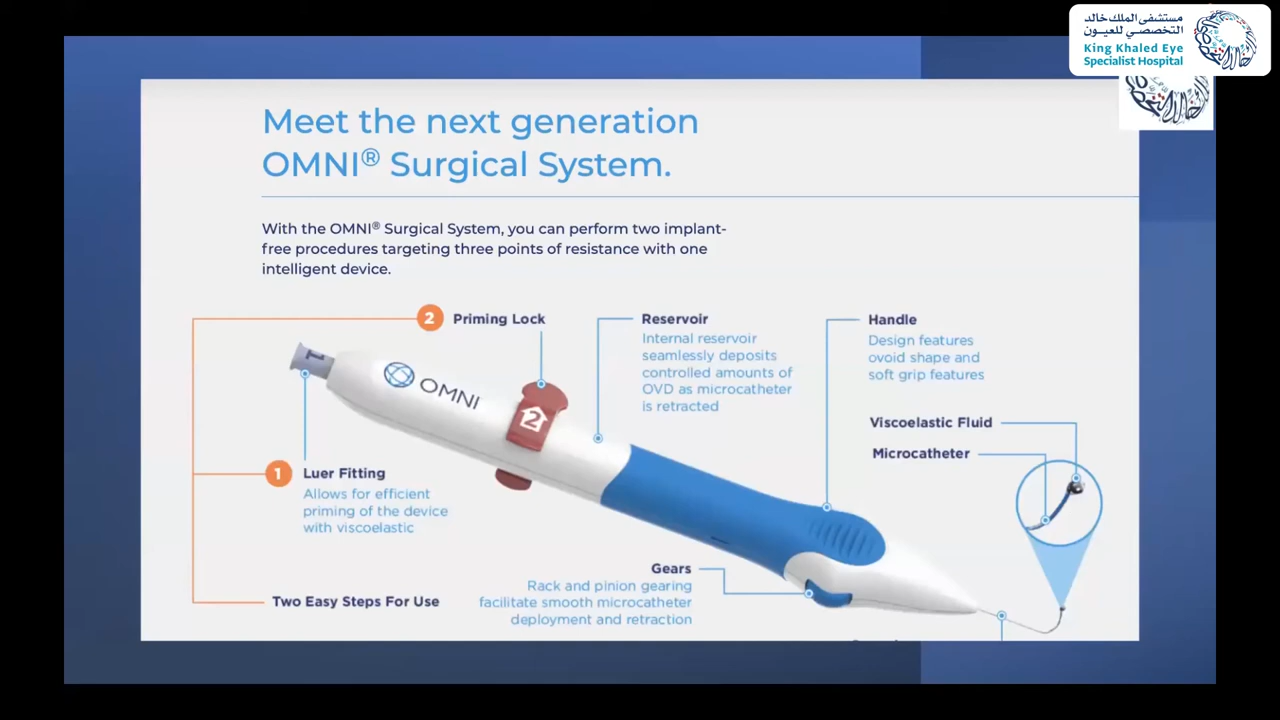 مستشفى الملك خالد
التخصصي للعيون
King Khaled Eye
Specialist Hospital
Meet the next generation
OMNI® Surgical System.
With the OMNI® Surgical System, you can perform two implant-
free procedures targeting three points of resistance with one
intelligent device.
2 Priming Lock
Reservoir
Internal reservoir
seamlessly deposits
controlled amounts of
OVD as microcatheter
is retracted
Handle
Design features
ovoid shape and
soft grip features
OMNI
2
1
Viscoelastic Fluid
Microcatheter
1 Luer Fitting
Allows for efficient
priming of the device
with viscoelastic
Gears
Rack and pinion gearing
facilitate smooth microcatheter
deployment and retraction
Two Easy Steps For Use